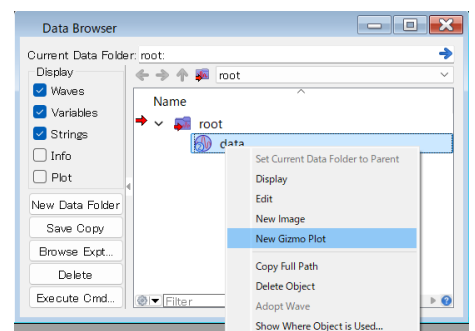 Data Browser
Current Data Folder: root:
Display
root
Waves
Variables
Strings
Info
Plot
New Data Folder
Save Copy
Browse Expt...
Delete
Execute Cmd...
Name
root
data
Filter
Set Current Data Folder to Parent
Display
Edit
New Image
New Gizmo Plot
Copy Full Path
Delete Object
Adopt Wave
Show Where Object is Used...